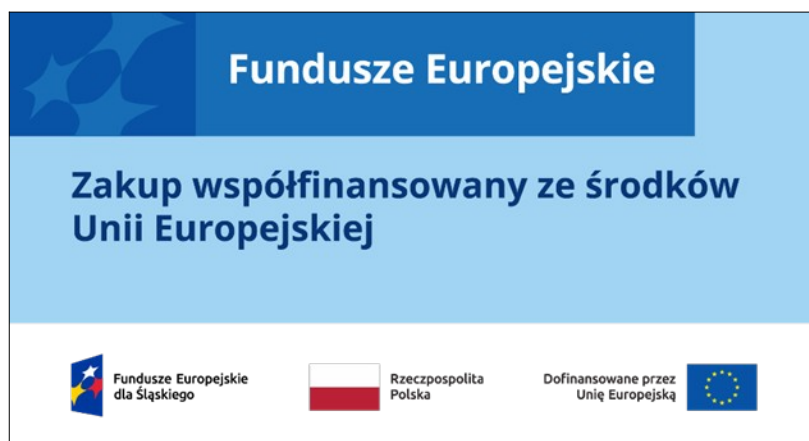 Fundusze Europejskie
Zakup współfinansowany ze środków
Unii Europejskiej
Fundusze Europejskie
dla Śląskiego
Rzeczpospolita
Polska
Dofinansowane przez
Unię Europejską